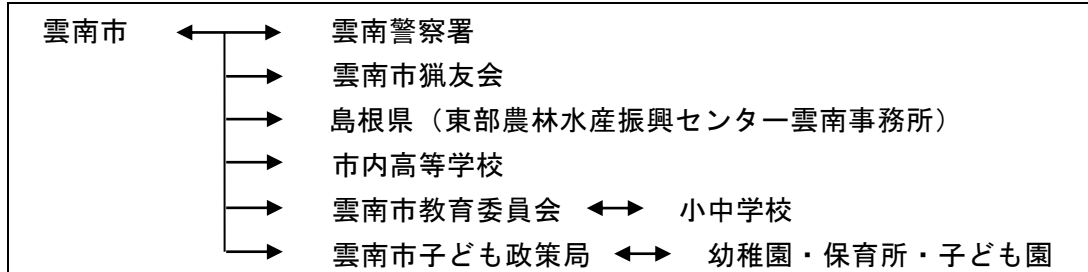 雲南市 雲南警察署
雲南市猟友会
島根県（東部農林水産振興センター雲南事務所）
市内高等学校
雲南市教育委員会 小中学校
雲南市子ども政策局 幼稚園・保育所・子ども園